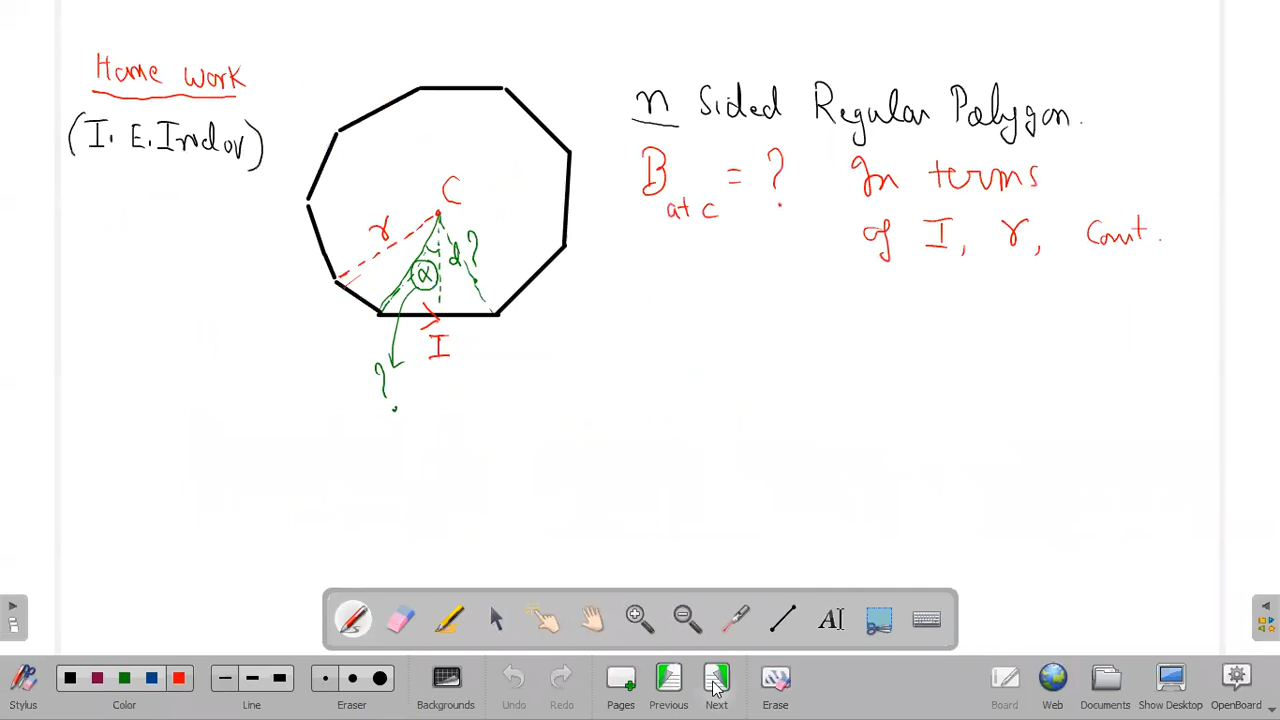 Home work
(I. E. Irodov)
n Sided Regular Polygon.
B at c = ? In terms
of I, r, Const.
C
r
d?
α
I
?
AI
Stylus
Color
Line
Eraser
Backgrounds
Undo
Redo
Pages
Previous
Next
Erase
Board
Web
Documents
Show Desktop
OpenBoard